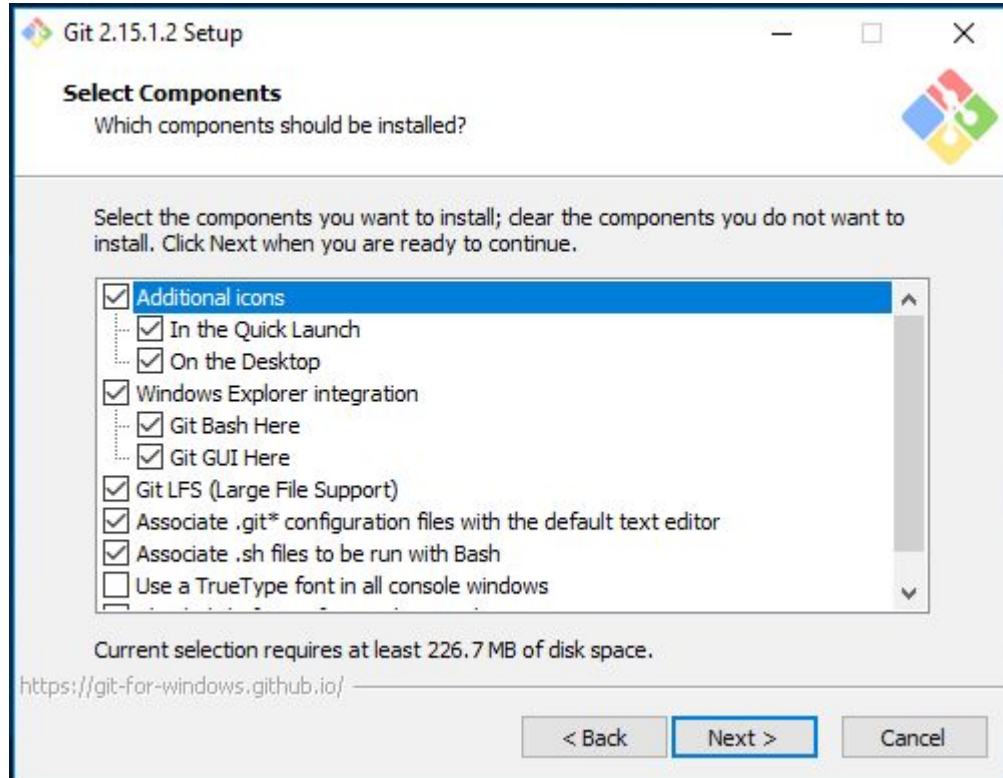 Git 2.15.1.2 Setup
Select Components
Which components should be installed?
Select the components you want to install; clear the components you do not want to
install. Click Next when you are ready to continue.
Additional icons
In the Quick Launch
On the Desktop
Windows Explorer integration
Git Bash Here
Git GUI Here
Git LFS (Large File Support)
Associate .git* configuration files with the default text editor
Associate .sh files to be run with Bash
Use a TrueType font in all console windows
Current selection requires at least 226.7 MB of disk space.
https://git-for-windows.github.io/
< Back
Next >
Cancel